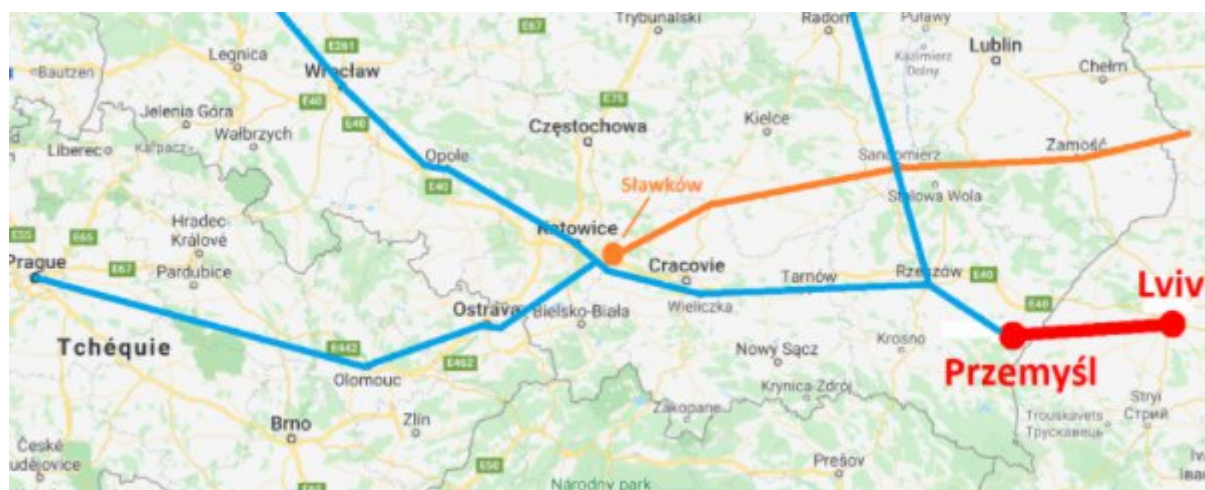 Trybunalski
E67
Radom
Puławy
Legnica
E261
Kazimierz
Dolny
Lublin
Bautzen
Wrocław
E40
E75
Chełm
Jelenia Góra
E40
Częstochowa
Kielce
Wałbrzych
Liberec
Karpacz
Opole
Sandomierz
Zamość
E40
Sławków
Stalowa Wola
Hradec
Králové
Katowice
E55
E65
Prague
E67
Pardubice
Cracovie
Tarnów
Rzeszów
E40
Lviv
Ostrava
Bielsko-Biała
Wieliczka
E40
Tchéquie
E442
E462
Krosno
Nowy Sącz
Przemyśl
Olomouc
Krynica-Zdrój
Stryi
Стрий
Zlín
Brno
Zakopane
Trouskavets
Трускавець
České
udějovice
E50
Prešov
Národny park